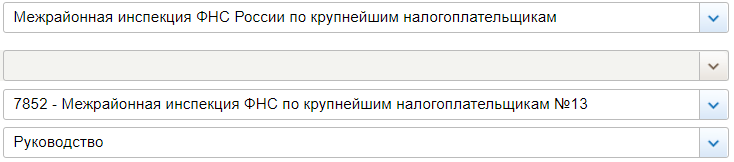 Межрайонная инспекция ФНС России по крупнейшим налогоплательщикам
7852 - Межрайонная инспекция ФНС по крупнейшим налогоплательщикам №13
Руководство